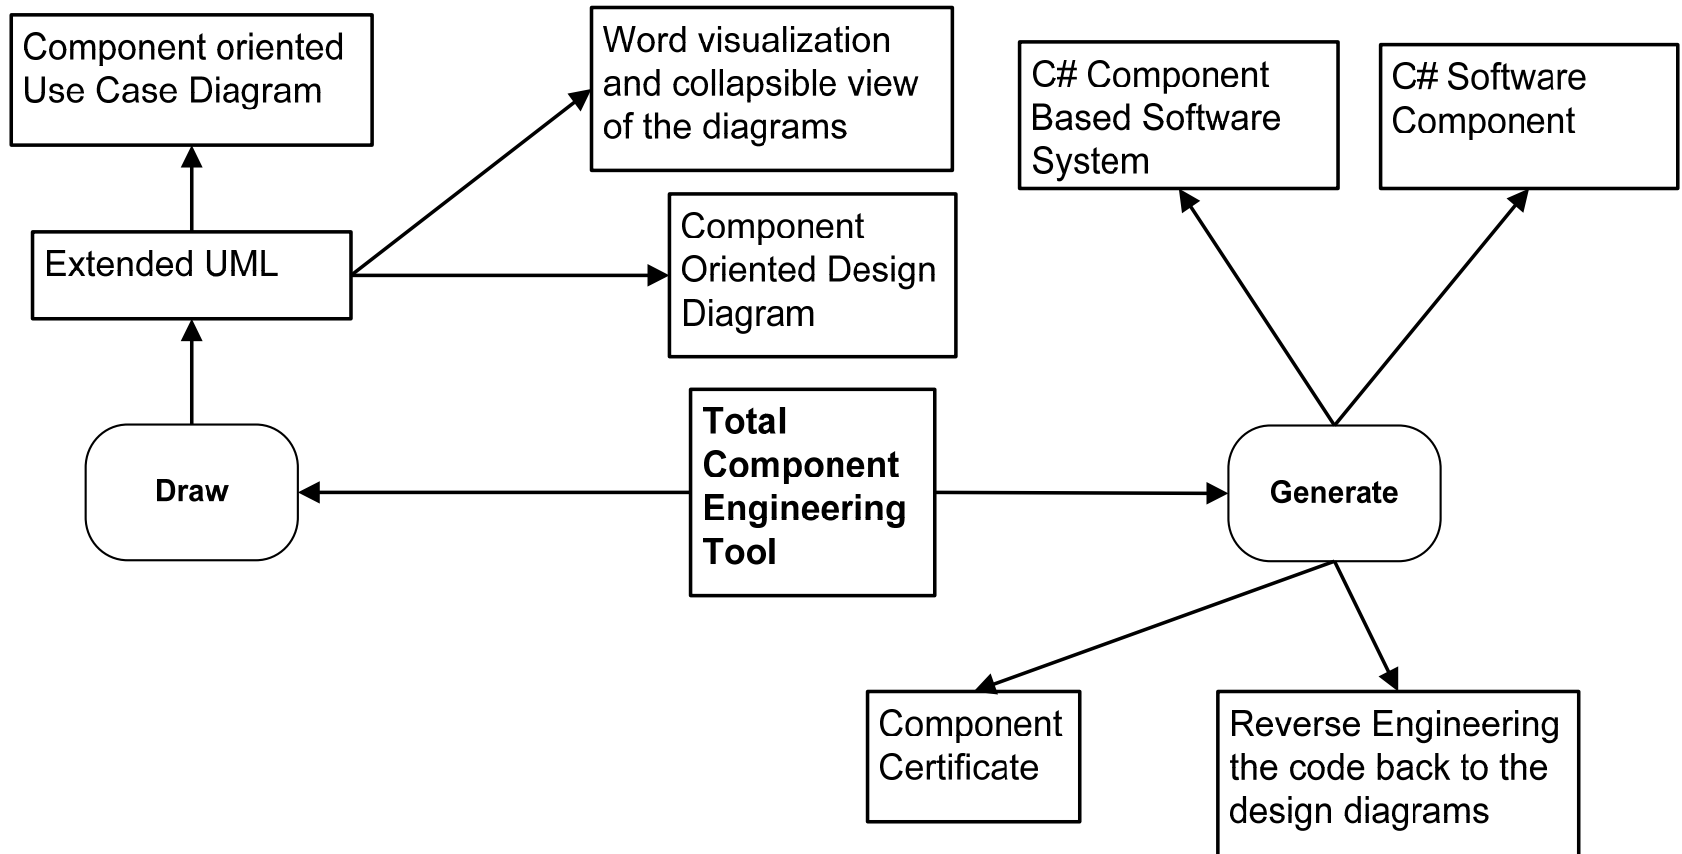 Component oriented
Use Case Diagram
Word visualization
and collapsible view
of the diagrams
C# Component
Based Software
System
C# Software
Component
Extended UML
Component
Oriented Design
Diagram
Draw
Total
Component
Engineering
Tool
Generate
Component
Certificate
Reverse Engineering
the code back to the
design diagrams